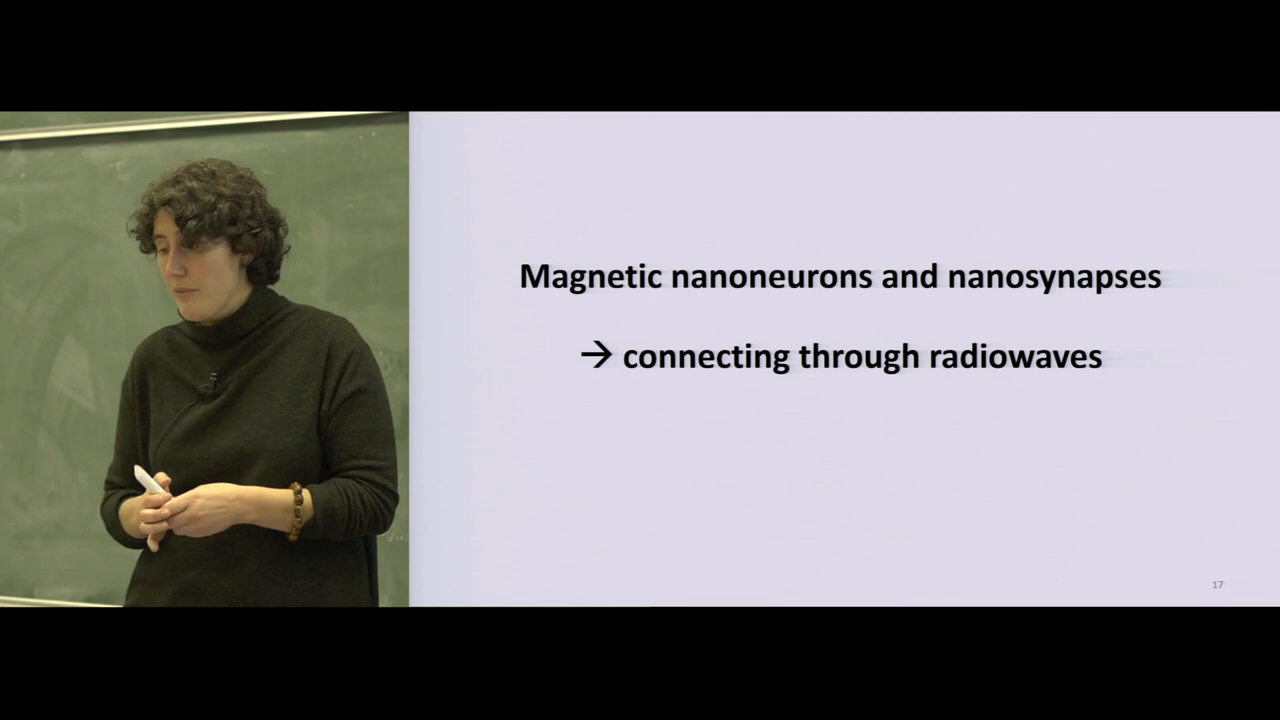 Magnetic nanoneurons and nanosynapses
→ connecting through radiowaves
17